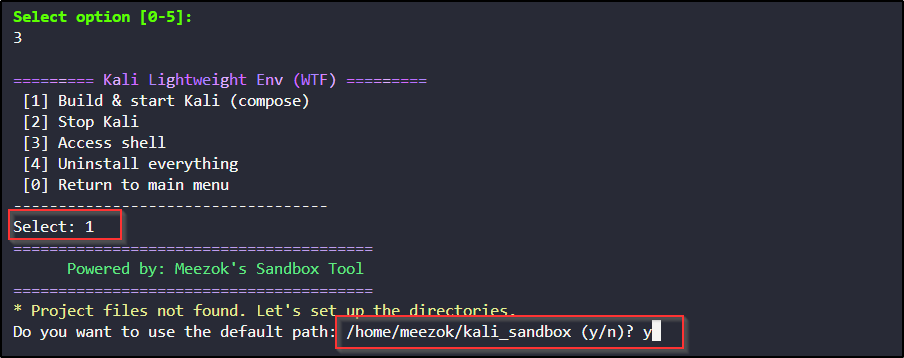 Select option [0-5]:
3
========= Kali Lightweight Env (WTF) =========
[1] Build & start Kali (compose)
[2] Stop Kali
[3] Access shell
[4] Uninstall everything
[0] Return to main menu
-----------------------------------
Select: 1
========================================
Powered by: Meezok's Sandbox Tool
========================================
* Project files not found. Let's set up the directories.
Do you want to use the default path: /home/meezok/kali_sandbox (y/n)? y